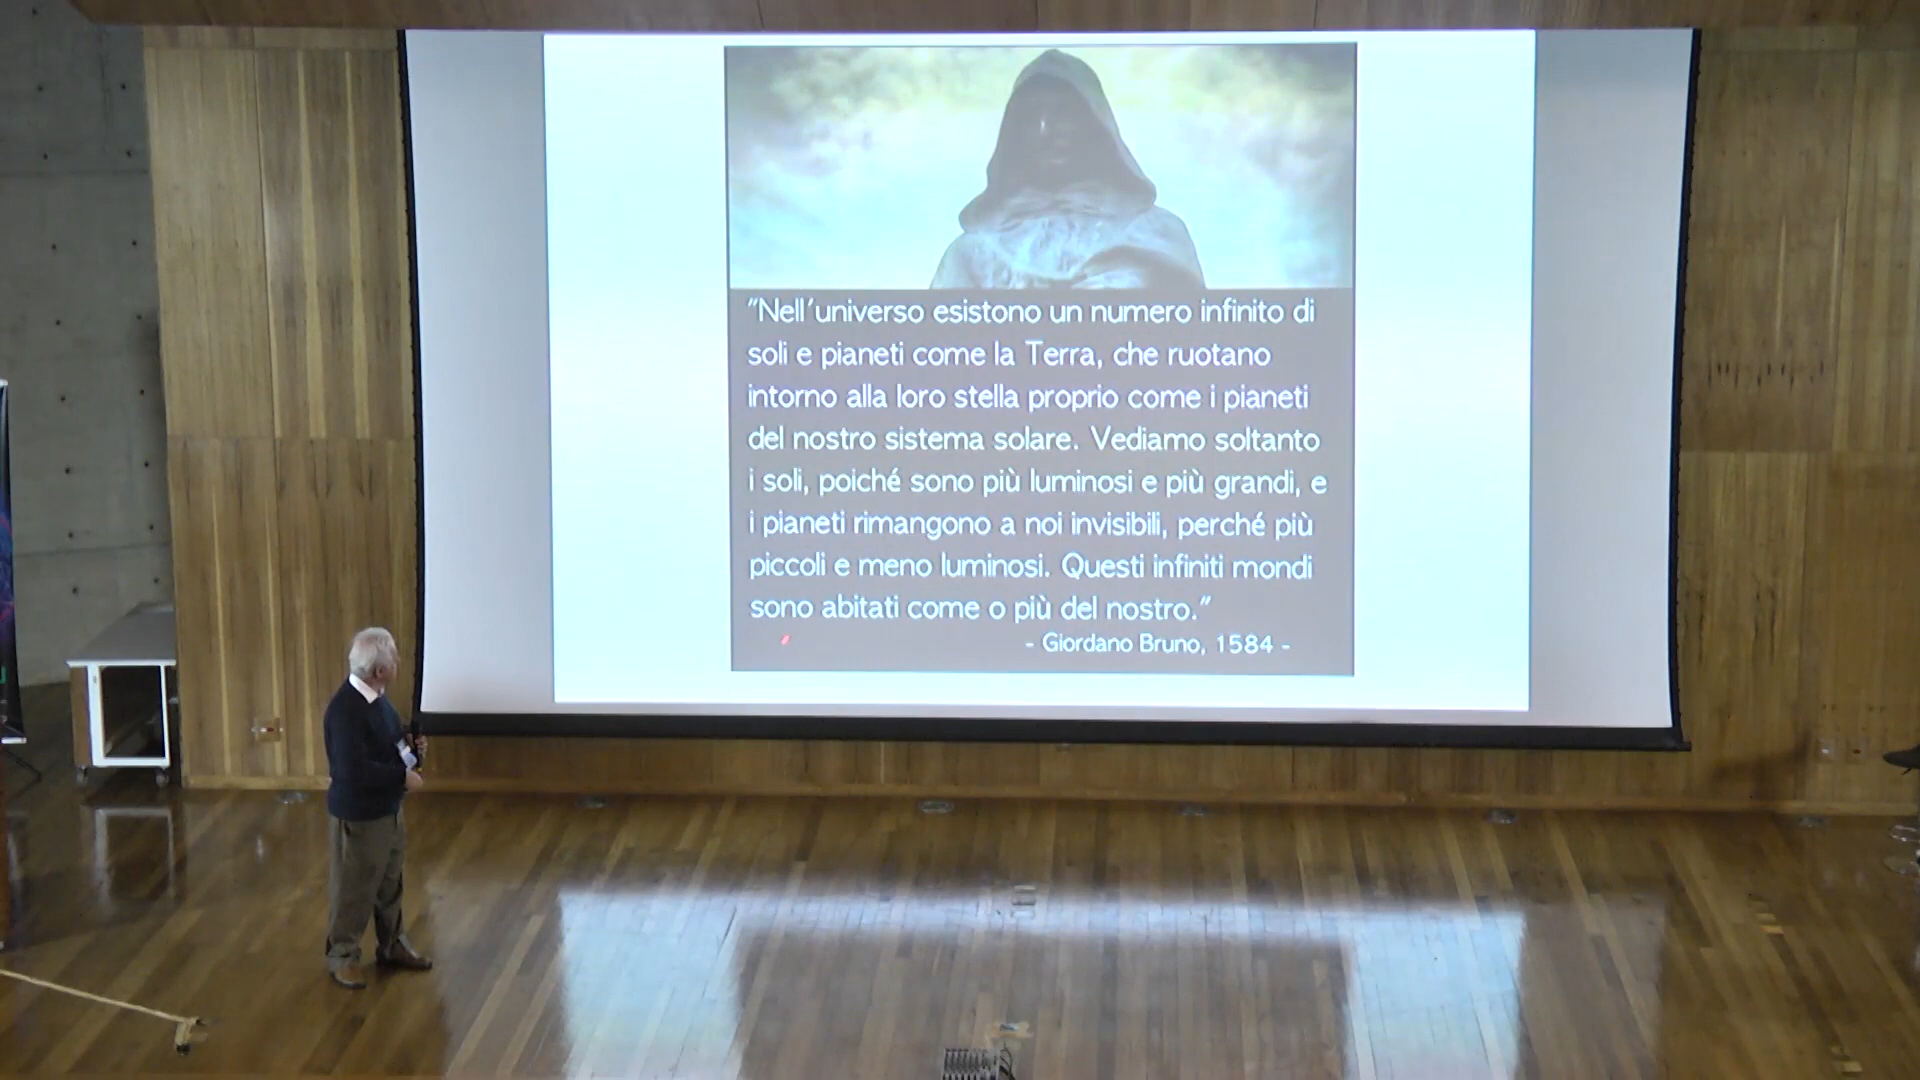 "Nell'universo esistono un numero infinito di
soli e pianeti come la Terra, che ruotano
intorno alla loro stella proprio come i pianeti
del nostro sistema solare. Vediamo soltanto
i soli, poiché sono più luminosi e più grandi, e
i pianeti rimangono a noi invisibili, perché più
piccoli e meno luminosi. Questi infiniti mondi
sono abitati come o più del nostro."
- Giordano Bruno, 1584 -